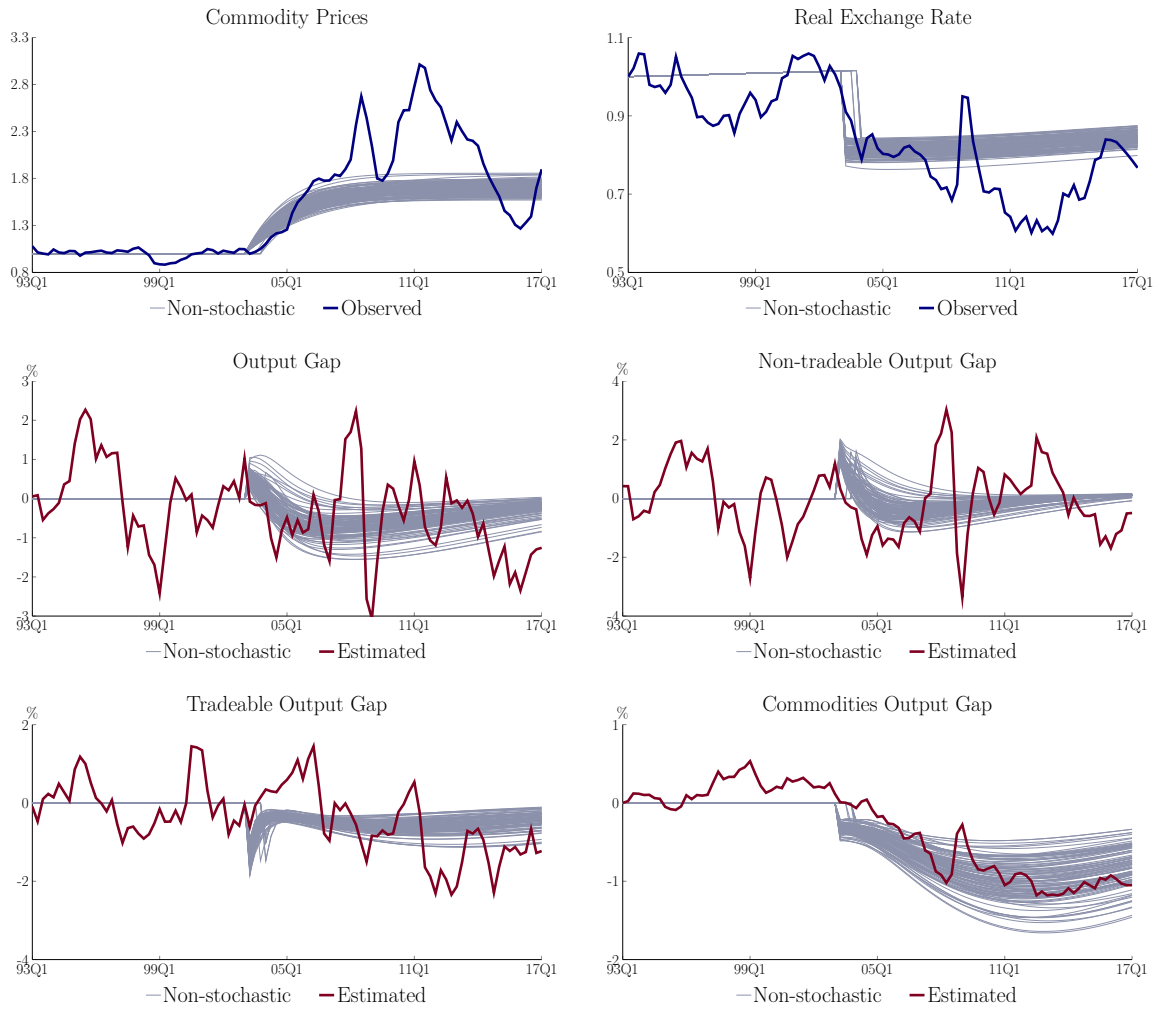 Commodity Prices
3.3
2.8
2.3
1.8
1.3
0.8
93Q1 99Q1 05Q1 11Q1 17Q1
Non-stochastic Observed
Real Exchange Rate
1.1
0.9
0.7
0.5
93Q1 99Q1 05Q1 11Q1 17Q1
Non-stochastic Observed
Output Gap
%
3
2
1
0
-1
-2
-3
93Q1 99Q1 05Q1 11Q1 17Q1
Non-stochastic Estimated
Non-tradeable Output Gap
%
4
2
0
-2
-4
93Q1 99Q1 05Q1 11Q1 17Q1
Non-stochastic Estimated
Tradeable Output Gap
%
2
0
-2
-4
93Q1 99Q1 05Q1 11Q1 17Q1
Non-stochastic Estimated
Commodities Output Gap
%
1
0
-1
-2
93Q1 99Q1 05Q1 11Q1 17Q1
Non-stochastic Estimated